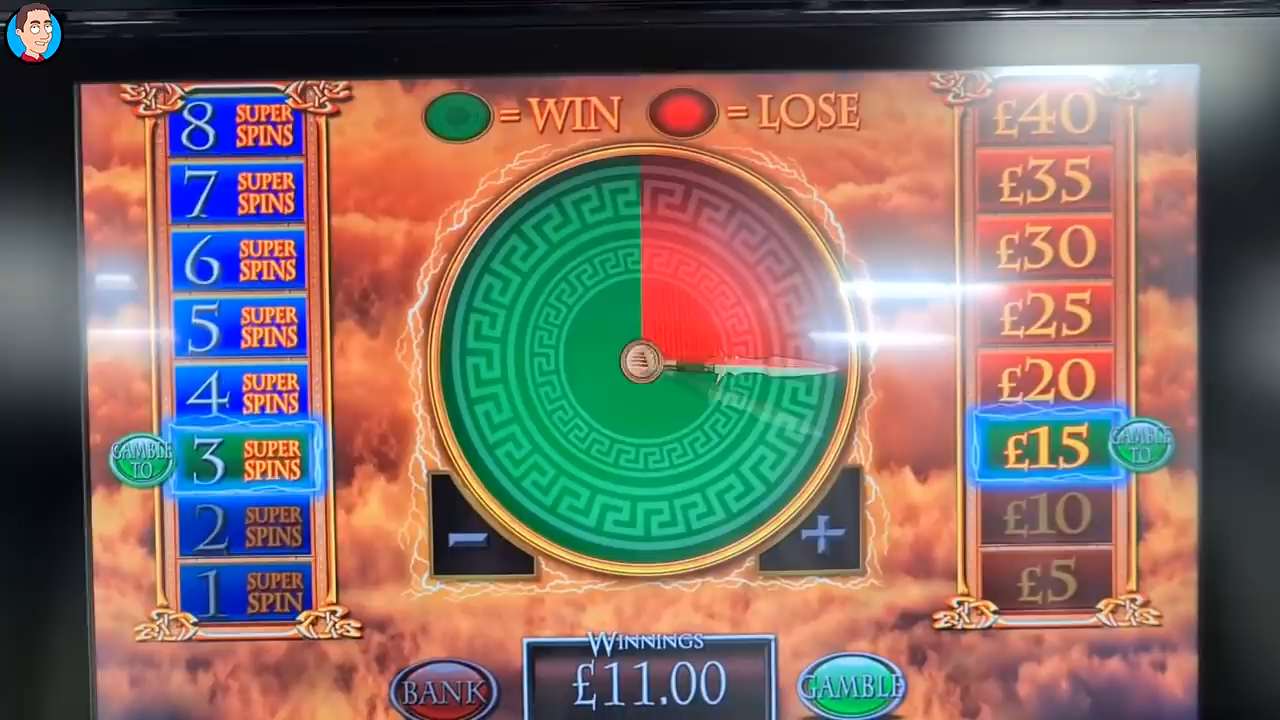 = WIN = LOSE
8 SUPER SPINS
7 SUPER SPINS
6 SUPER SPINS
5 SUPER SPINS
4 SUPER SPINS
GAMBLE TO
3 SUPER SPINS
2 SUPER SPINS
1 SUPER SPIN
£40
£35
£30
£25
£20
£15
GAMBLE TO
£10
£5
- +
WINNINGS
BANK £11.00 GAMBLE